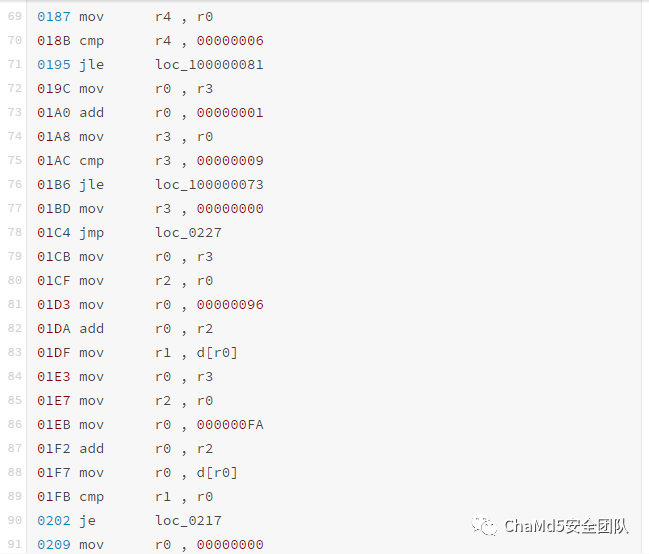 69 0187 mov r4 , r0
70 018B cmp r4 , 00000006
71 0195 jle loc_100000081
72 019C mov r0 , r3
73 01A0 add r0 , 00000001
74 01A8 mov r3 , r0
75 01AC cmp r3 , 00000009
76 01B6 jle loc_100000073
77 01BD mov r3 , 00000000
78 01C4 jmp loc_0227
79 01CB mov r0 , r3
80 01CF mov r2 , r0
81 01D3 mov r0 , 00000096
82 01DA add r0 , r2
83 01DF mov r1 , d[r0]
84 01E3 mov r0 , r3
85 01E7 mov r2 , r0
86 01EB mov r0 , 000000FA
87 01F2 add r0 , r2
88 01F7 mov r0 , d[r0]
89 01FB cmp r1 , r0
90 0202 je loc_0217
91 0209 mov r0 , 00000000
ChaMd5安全团队